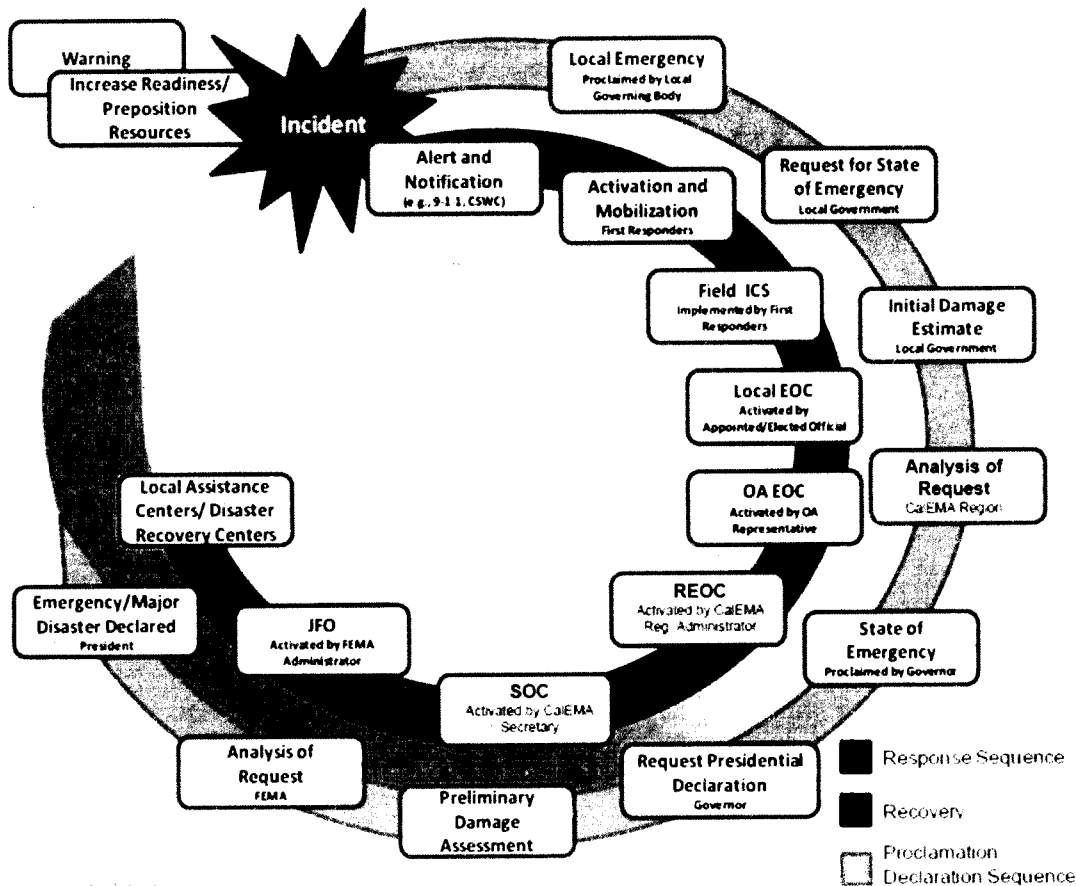 Warning
Increase Readiness/
Preposition
Resources
Incident
Alert and
Notification
(e.g., 9-1 1, CSWC)
Activation and
Mobilization
First Responders
Field ICS
Implemented by First
Responders
Local EOC
Activated by
Appointed/Elected Official
OA EOC
Activated by OA
Representative
REOC
Activated by CalEMA
Reg. Administrator
SOC
Activated by CalEMA
Secretary
JFO
Activated by FEMA
Administrator
Local Assistance
Centers/ Disaster
Recovery Centers
Local Emergency
Proclaimed by Local
Governing Body
Request for State
of Emergency
Local Government
Initial Damage
Estimate
Local Government
Analysis of
Request
CalEMA Region
State of
Emergency
Proclaimed by Governor
Request Presidential
Declaration
Governor
Preliminary
Damage
Assessment
Analysis of
Request
FEMA
Emergency/Major
Disaster Declared
President
Response Sequence
Recovery
Proclamation
Declaration Sequence